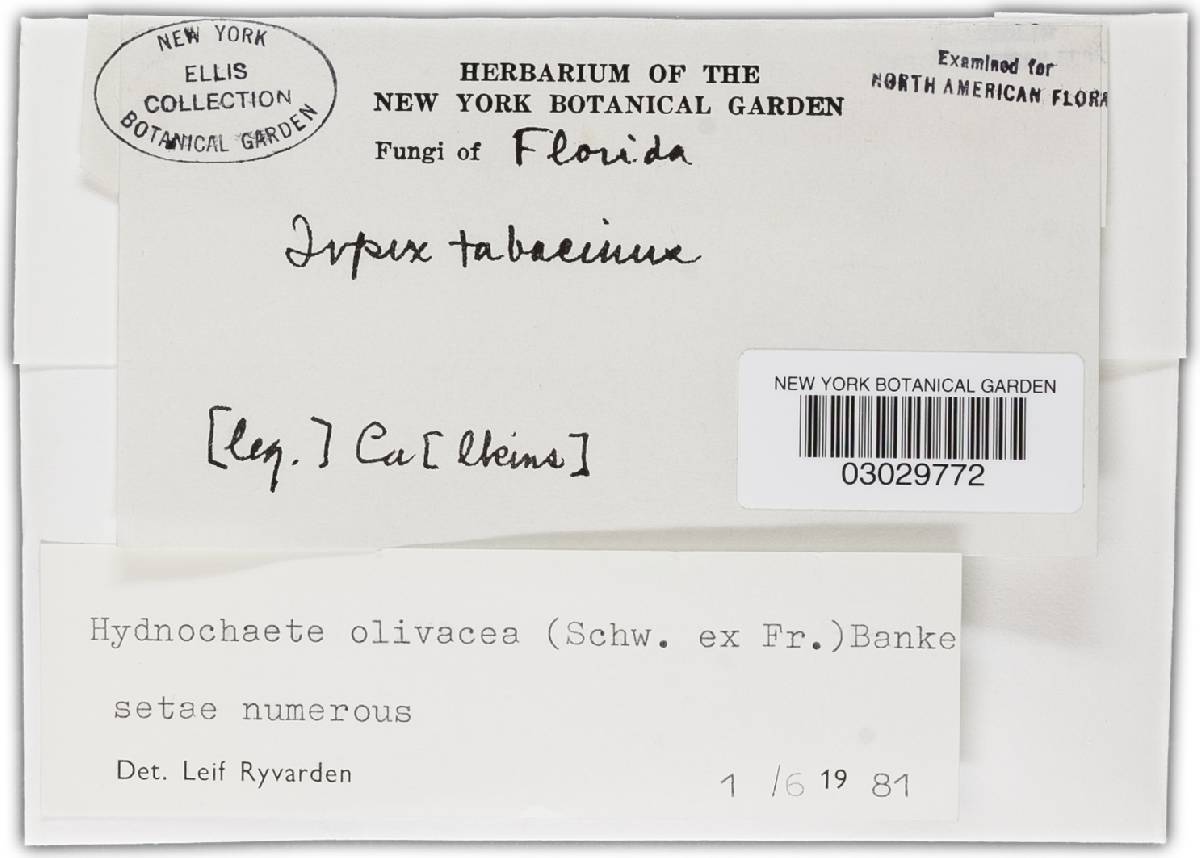 NEW YORK
ELLIS
COLLECTION
BOTANICAL GARDEN
HERBARIUM OF THE
NEW YORK BOTANICAL GARDEN
Fungi of Florida
Examined for
NORTH AMERICAN FLORA
Irpex tabacinus
[leg.] Ca[lkins]
NEW YORK BOTANICAL GARDEN
03029772
Hydnochaete olivacea (Schw. ex Fr.)Banke
setae numerous
Det. Leif Ryvarden
1 /6 19 81